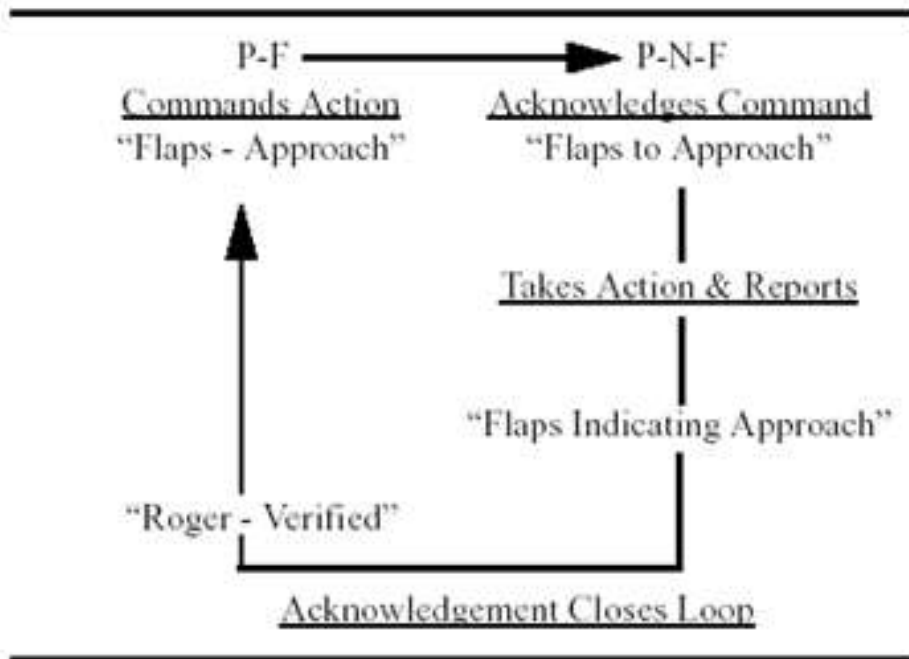 P-F P-N-F
Commands Action Acknowledges Command
“Flaps - Approach” “Flaps to Approach”
Takes Action & Reports
“Flaps Indicating Approach”
“Roger - Verified”
Acknowledgement Closes Loop